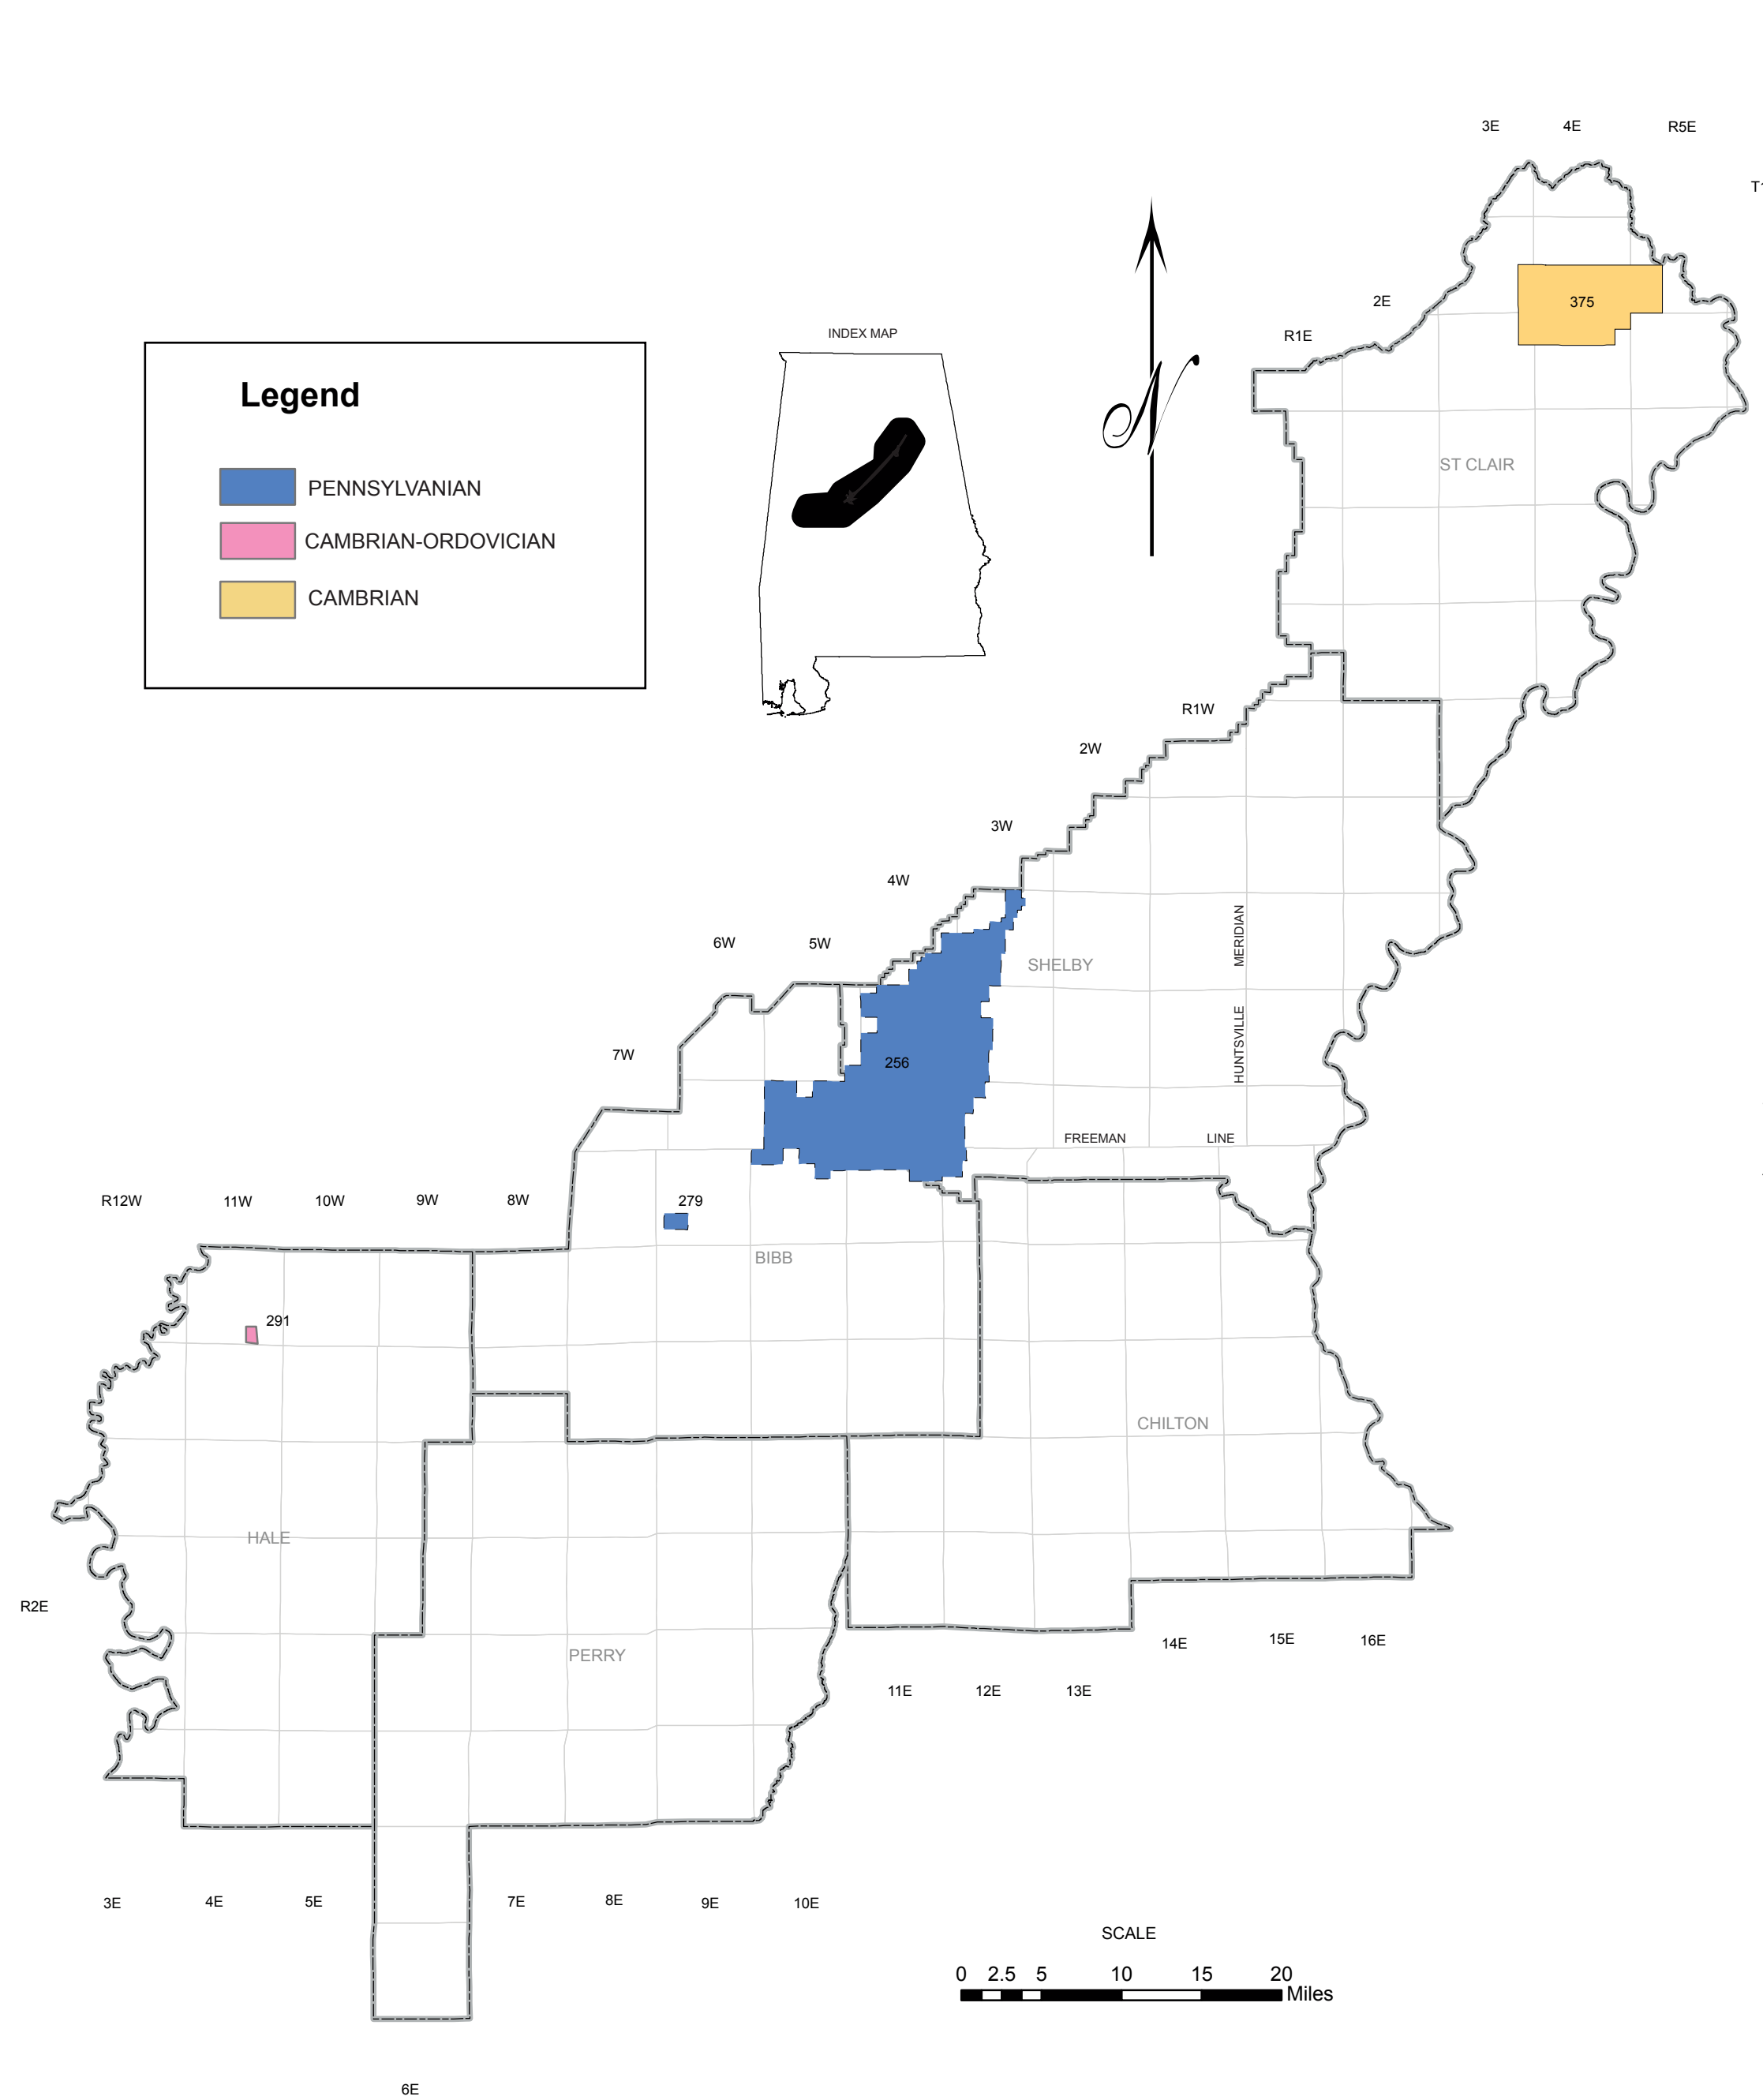 3E 4E R5E
T1
2E
375
R1E
INDEX MAP
Legend
PENNSYLVANIAN
CAMBRIAN-ORDOVICIAN
CAMBRIAN
N
ST CLAIR
R1W
2W
3W
4W
6W 5W
SHELBY
MERIDIAN
HUNTSVILLE
7W
256
FREEMAN LINE
R12W 11W 10W 9W 8W
279
BIBB
291
CHILTON
HALE
R2E
PERRY
14E 15E 16E
11E 12E 13E
3E 4E 5E 7E 8E 9E 10E
SCALE
0 2.5 5 10 15 20
Miles
6E